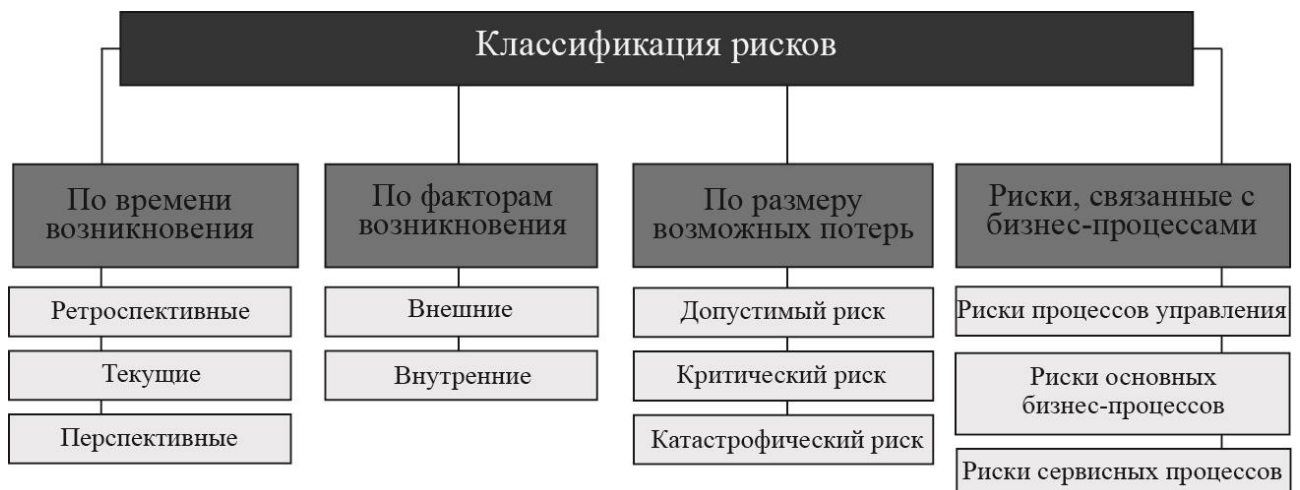 Классификация рисков
По времени
возникновения
Ретроспективные
Текущие
Перспективные
По факторам
возникновения
Внешние
Внутренние
По размеру
возможных потерь
Допустимый риск
Критический риск
Катастрофический риск
Риски, связанные с
бизнес-процессами
Риски процессов управления
Риски основных
бизнес-процессов
Риски сервисных процессов